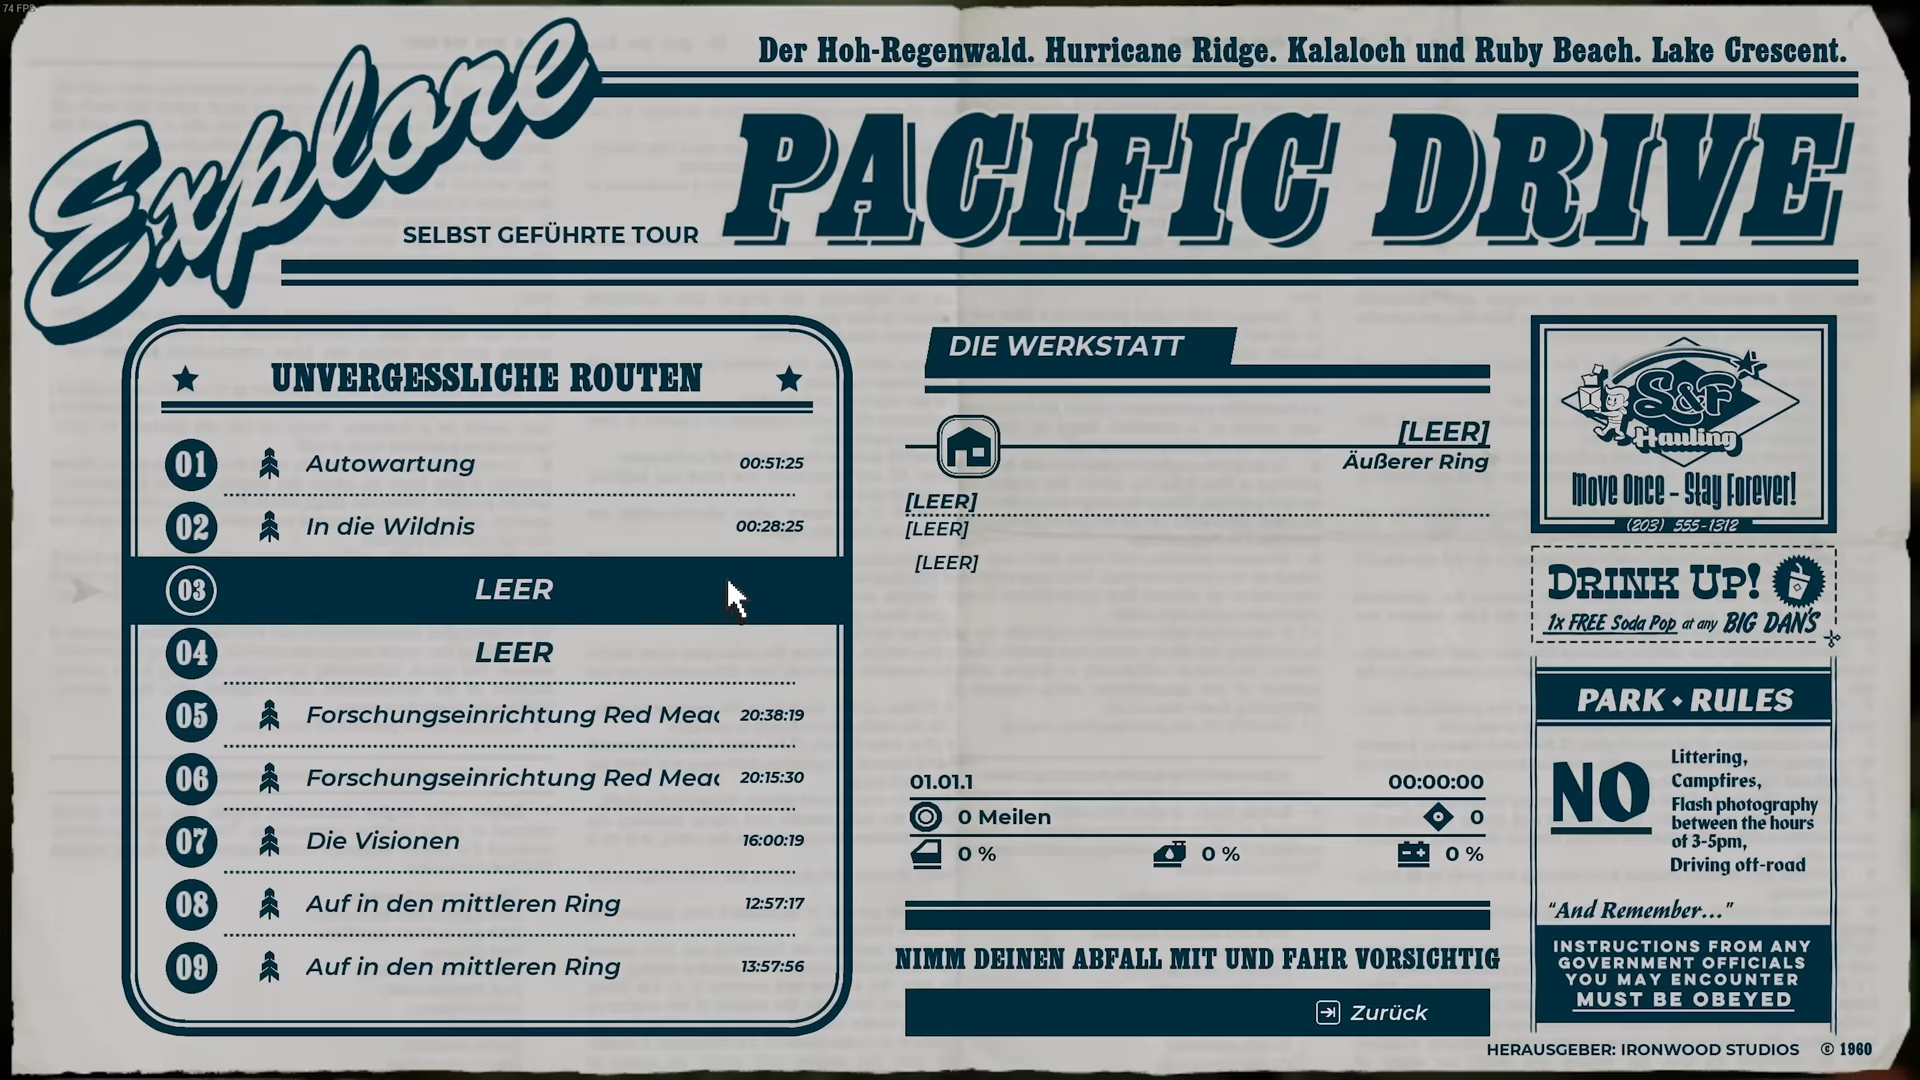 74 FPS
Der Hoh-Regenwald. Hurricane Ridge. Kalaloch und Ruby Beach. Lake Crescent.
Explore
SELBST GEFÜHRTE TOUR
PACIFIC DRIVE
UNVERGESSLICHE ROUTEN
01 Autowartung 00:51:25
02 In die Wildnis 00:28:25
03 LEER
04 LEER
05 Forschungseinrichtung Red Mead 20:38:19
06 Forschungseinrichtung Red Mead 20:15:30
07 Die Visionen 16:00:19
08 Auf in den mittleren Ring 12:57:17
09 Auf in den mittleren Ring 13:57:56
DIE WERKSTATT
[LEER]
Äußerer Ring
[LEER]
[LEER]
[LEER]
01.01.1 00:00:00
0 Meilen 0
0 % 0 % 0 %
NIMM DEINEN ABFALL MIT UND FAHR VORSICHTIG
Zurück
S&F
Hauling
Move Once - Stay Forever!
(203) 555-1312
DRINK UP!
1x FREE Soda Pop at any BIG DAN'S
PARK • RULES
NO
Littering,
Campfires,
Flash photography
between the hours
of 3-5pm,
Driving off-road
"And Remember..."
INSTRUCTIONS FROM ANY
GOVERNMENT OFFICIALS
YOU MAY ENCOUNTER
MUST BE OBEYED
HERAUSGEBER: IRONWOOD STUDIOS © 1960